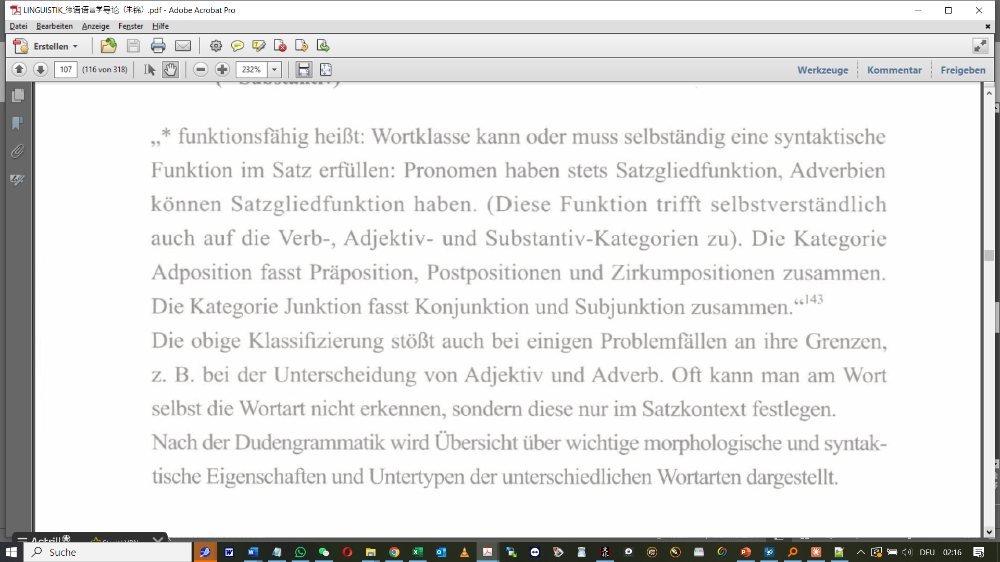 LINGUISTIK_德语语言学导论（朱锦）.pdf - Adobe Acrobat Pro
Datei Bearbeiten Anzeige Fenster Hilfe
Erstellen
107 (116 von 318) 232% Werkzeuge Kommentar Freigeben
„* funktionsfähig heißt: Wortklasse kann oder muss selbständig eine syntaktische
Funktion im Satz erfüllen: Pronomen haben stets Satzgliedfunktion, Adverbien
können Satzgliedfunktion haben. (Diese Funktion trifft selbstverständlich
auch auf die Verb-, Adjektiv- und Substantiv-Kategorien zu). Die Kategorie
Adposition fasst Präposition, Postpositionen und Zirkumpositionen zusammen.
Die Kategorie Junktion fasst Konjunktion und Subjunktion zusammen.“143
Die obige Klassifizierung stößt auch bei einigen Problemfällen an ihre Grenzen,
z. B. bei der Unterscheidung von Adjektiv und Adverb. Oft kann man am Wort
selbst die Wortart nicht erkennen, sondern diese nur im Satzkontext festlegen.
Nach der Dudengrammatik wird Übersicht über wichtige morphologische und syntak-
tische Eigenschaften und Untertypen der unterschiedlichen Wortarten dargestellt.
Astrill StealthVPN
Suche DEU 02:16